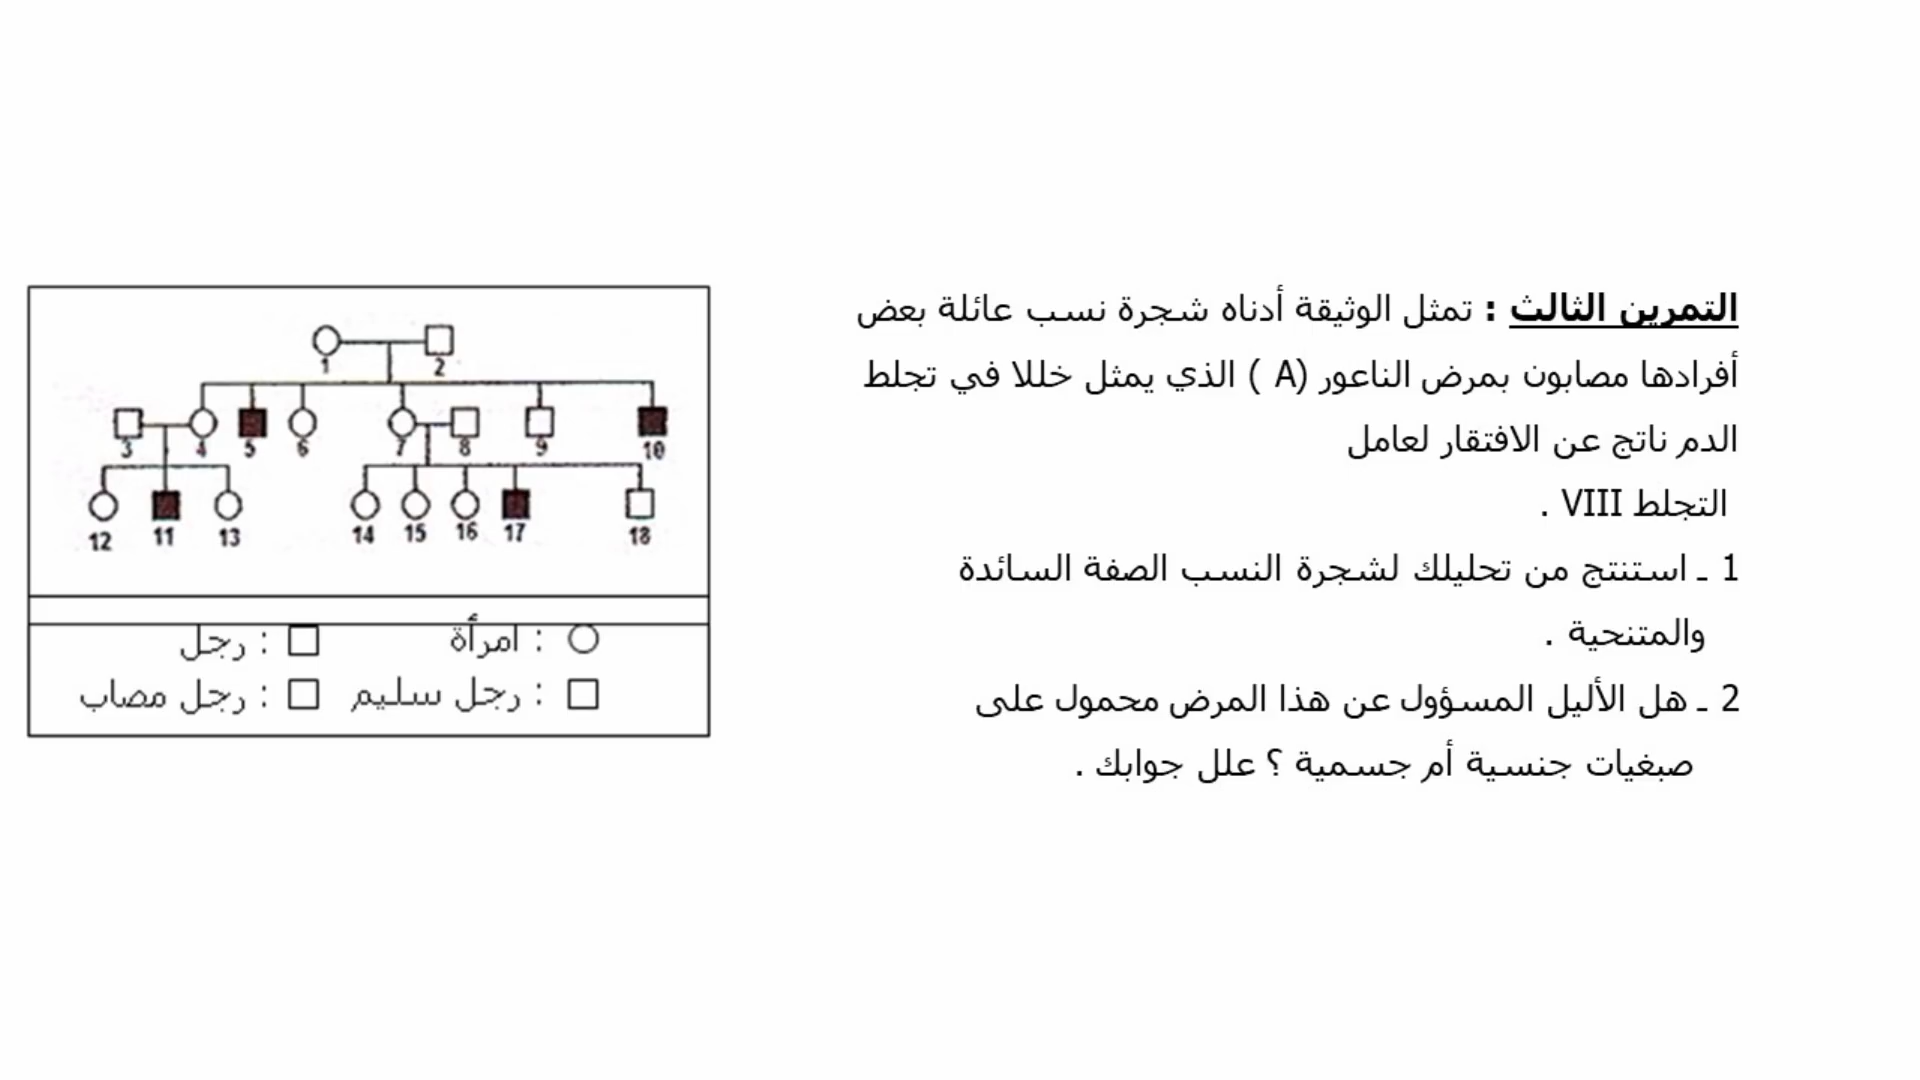 التمرين الثالث : تمثل الوثيقة أدناه شجرة نسب عائلة بعض
أفرادها مصابون بمرض الناعور (A ) الذي يمثل خللا في تجلط
الدم ناتج عن الافتقار لعامل
التجلط VIII .
1 ـ استنتج من تحليلك لشجرة النسب الصفة السائدة
والمتنحية .
2 ـ هل الأليل المسؤول عن هذا المرض محمول على
صبغيات جنسية أم جسمية ؟ علل جوابك .
1 2
3 4 5 6 7 8 9 10
12 11 13 14 15 16 17 18
: امرأة : رجل
: رجل سليم : رجل مصاب